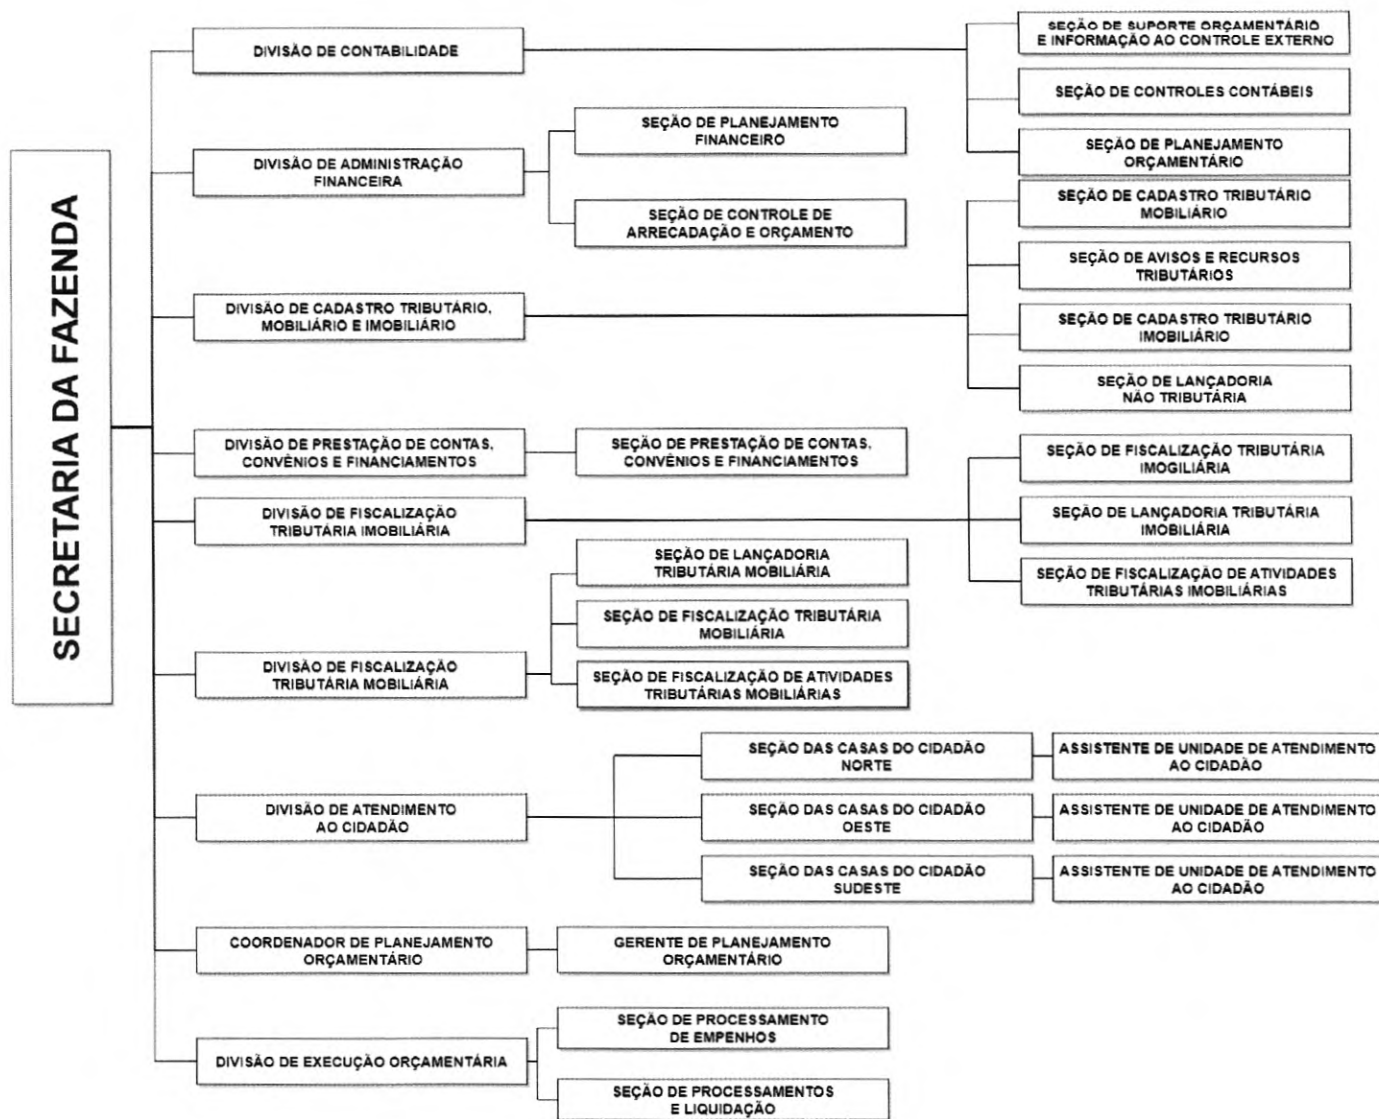 SECRETARIA DA FAZENDA
DIVISÃO DE CONTABILIDADE
SEÇÃO DE SUPORTE ORÇAMENTÁRIO
E INFORMAÇÃO AO CONTROLE EXTERNO
SEÇÃO DE CONTROLES CONTÁBEIS
SEÇÃO DE PLANEJAMENTO
ORÇAMENTÁRIO
DIVISÃO DE ADMINISTRAÇÃO
FINANCEIRA
SEÇÃO DE PLANEJAMENTO
FINANCEIRO
SEÇÃO DE CONTROLE DE
ARRECADAÇÃO E ORÇAMENTO
DIVISÃO DE CADASTRO TRIBUTÁRIO,
MOBILIÁRIO E IMOBILIÁRIO
SEÇÃO DE CADASTRO TRIBUTÁRIO
MOBILIÁRIO
SEÇÃO DE AVISOS E RECURSOS
TRIBUTÁRIOS
SEÇÃO DE CADASTRO TRIBUTÁRIO
IMOBILIÁRIO
SEÇÃO DE LANÇADORIA
NÃO TRIBUTÁRIA
DIVISÃO DE PRESTAÇÃO DE CONTAS,
CONVÊNIOS E FINANCIAMENTOS
SEÇÃO DE PRESTAÇÃO DE CONTAS,
CONVÊNIOS E FINANCIAMENTOS
DIVISÃO DE FISCALIZAÇÃO
TRIBUTÁRIA IMOBILIÁRIA
SEÇÃO DE FISCALIZAÇÃO TRIBUTÁRIA
IMOGILIÁRIA
SEÇÃO DE LANÇADORIA TRIBUTÁRIA
IMOBILIÁRIA
SEÇÃO DE FISCALIZAÇÃO DE ATIVIDADES
TRIBUTÁRIAS IMOBILIÁRIAS
DIVISÃO DE FISCALIZAÇÃO
TRIBUTÁRIA MOBILIÁRIA
SEÇÃO DE LANÇADORIA
TRIBUTÁRIA MOBILIÁRIA
SEÇÃO DE FISCALIZAÇÃO TRIBUTÁRIA
MOBILIÁRIA
SEÇÃO DE FISCALIZAÇÃO DE ATIVIDADES
TRIBUTÁRIAS MOBILIÁRIAS
DIVISÃO DE ATENDIMENTO
AO CIDADÃO
SEÇÃO DAS CASAS DO CIDADÃO
NORTE
ASSISTENTE DE UNIDADE DE ATENDIMENTO
AO CIDADÃO
SEÇÃO DAS CASAS DO CIDADÃO
OESTE
ASSISTENTE DE UNIDADE DE ATENDIMENTO
AO CIDADÃO
SEÇÃO DAS CASAS DO CIDADÃO
SUDESTE
ASSISTENTE DE UNIDADE DE ATENDIMENTO
AO CIDADÃO
COORDENADOR DE PLANEJAMENTO
ORÇAMENTÁRIO
GERENTE DE PLANEJAMENTO
ORÇAMENTÁRIO
DIVISÃO DE EXECUÇÃO ORÇAMENTÁRIA
SEÇÃO DE PROCESSAMENTO
DE EMPENHOS
SEÇÃO DE PROCESSAMENTOS
E LIQUIDAÇÃO